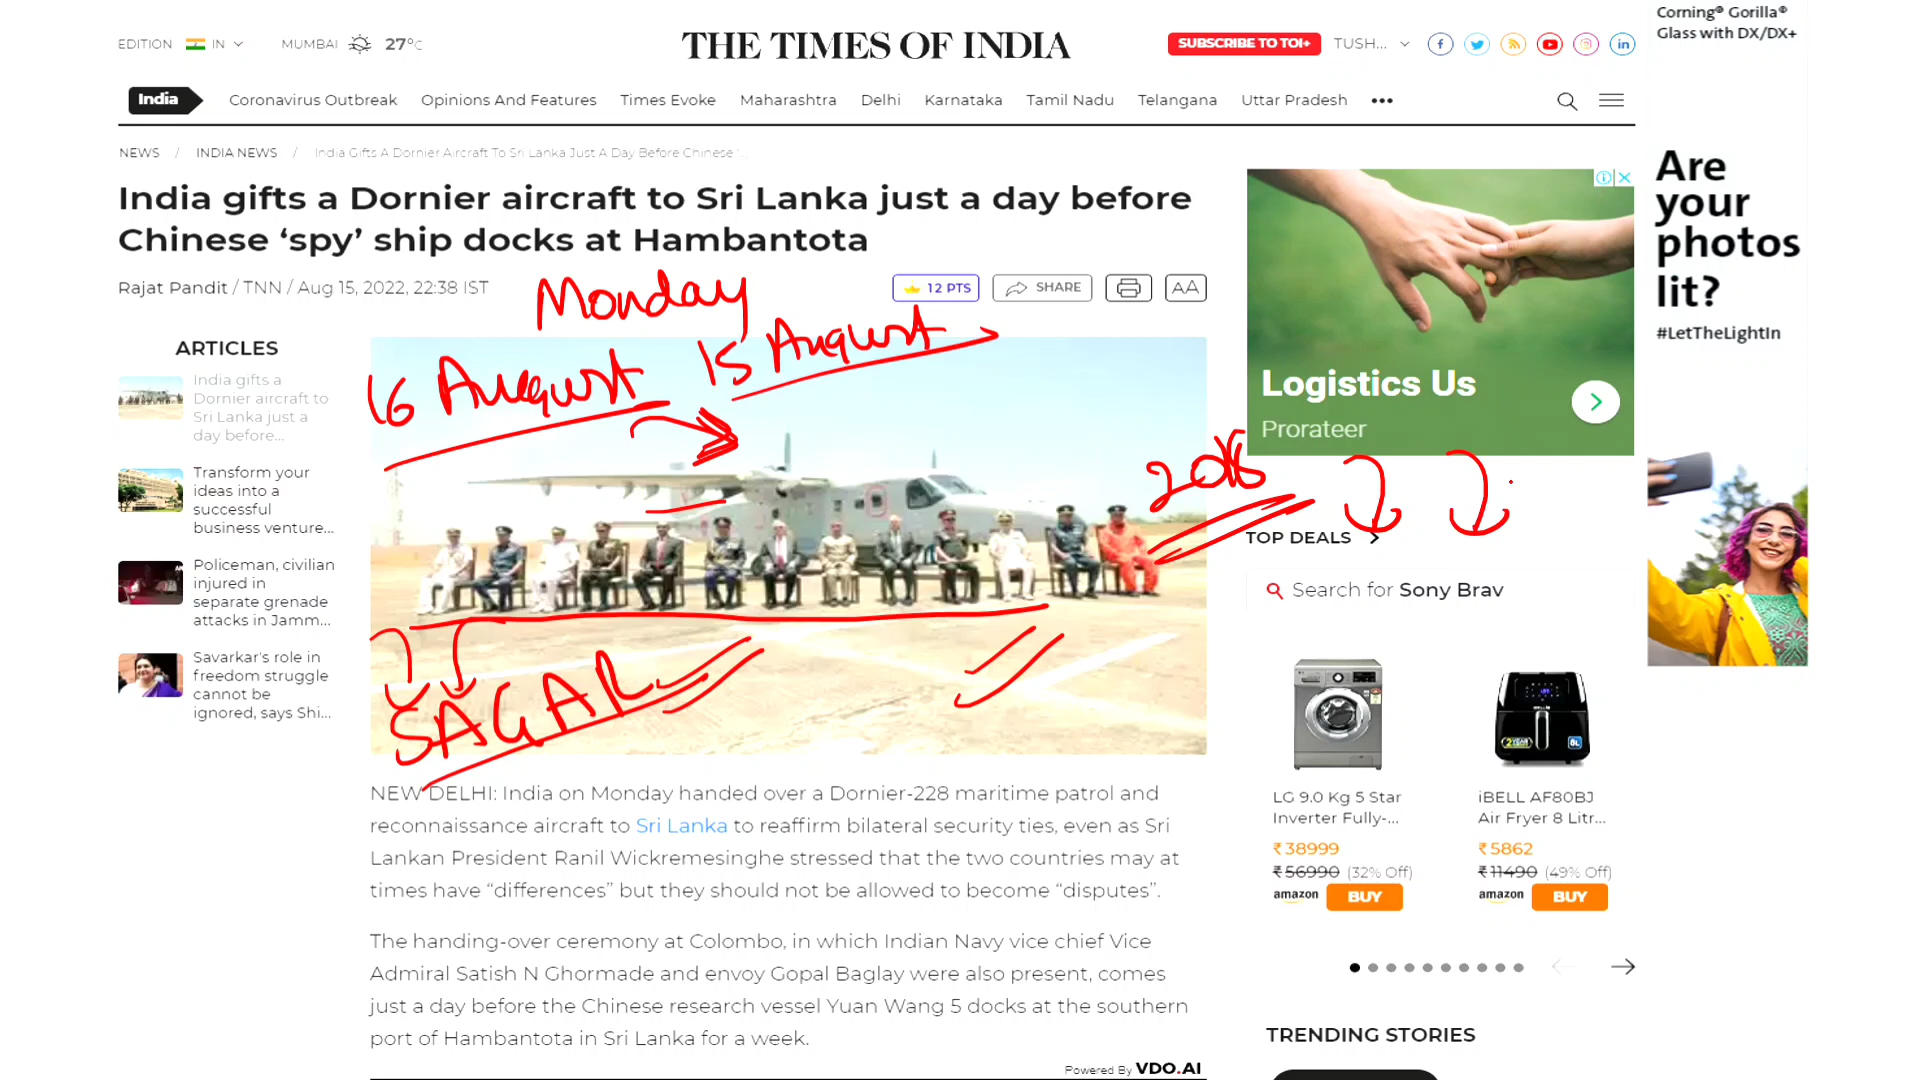 EDITION IN MUMBAI 27°C
THE TIMES OF INDIA
SUBSCRIBE TO TOI+ TUSH...
India Coronavirus Outbreak Opinions And Features Times Evoke Maharashtra Delhi Karnataka Tamil Nadu Telangana Uttar Pradesh •••
NEWS / INDIA NEWS / India Gifts A Dornier Aircraft To Sri Lanka Just A Day Before Chinese '...
India gifts a Dornier aircraft to Sri Lanka just a day before
Chinese ‘spy’ ship docks at Hambantota
Rajat Pandit / TNN / Aug 15, 2022, 22:38 IST
12 PTS SHARE AA
Monday
16 August
15 August
SAGAR
ARTICLES
India gifts a
Dornier aircraft to
Sri Lanka just a
day before...
Transform your
ideas into a
successful
business venture...
Policeman, civilian
injured in
separate grenade
attacks in Jamm...
Savarkar's role in
freedom struggle
cannot be
ignored, says Shi...
NEW DELHI: India on Monday handed over a Dornier-228 maritime patrol and
reconnaissance aircraft to Sri Lanka to reaffirm bilateral security ties, even as Sri
Lankan President Ranil Wickremesinghe stressed that the two countries may at
times have “differences” but they should not be allowed to become “disputes”.
The handing-over ceremony at Colombo, in which Indian Navy vice chief Vice
Admiral Satish N Ghormade and envoy Gopal Baglay were also present, comes
just a day before the Chinese research vessel Yuan Wang 5 docks at the southern
port of Hambantota in Sri Lanka for a week.
Powered By VDO.AI
Logistics Us
Prorateer
TOP DEALS
Search for Sony Brav
LG 9.0 Kg 5 Star
Inverter Fully-...
₹38999
₹56990 (32% Off)
amazon BUY
iBELL AF80BJ
Air Fryer 8 Litr...
₹5862
₹11490 (49% Off)
amazon BUY
TRENDING STORIES
Corning® Gorilla®
Glass with DX/DX+
Are
your
photos
lit?
#LetTheLightIn